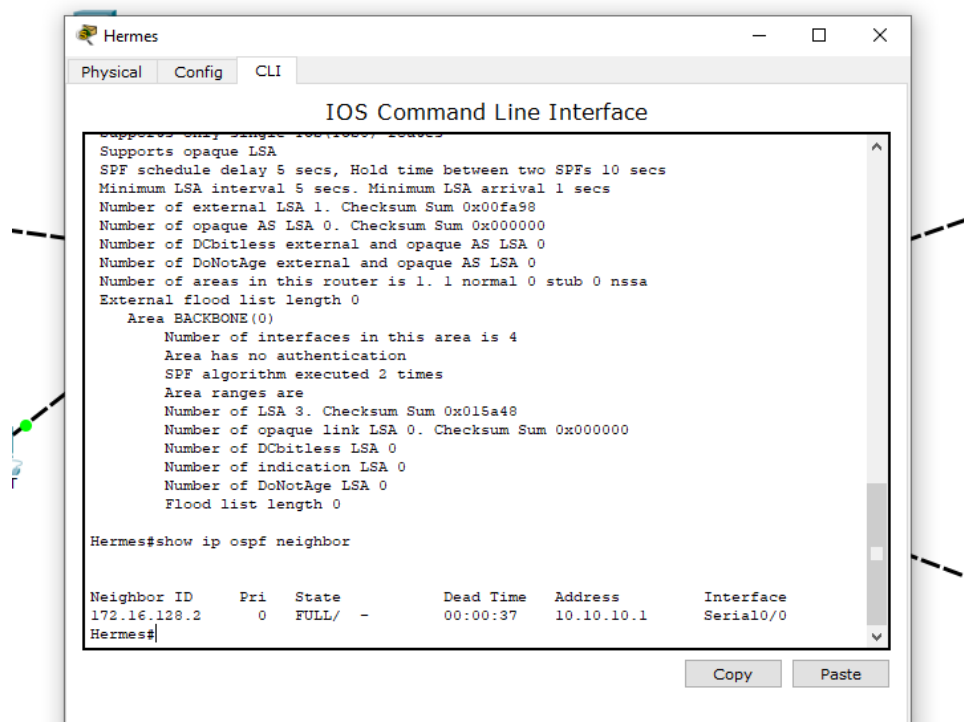 Hermes
Physical Config CLI
IOS Command Line Interface
Supports opaque LSA
SPF schedule delay 5 secs, Hold time between two SPFs 10 secs
Minimum LSA interval 5 secs. Minimum LSA arrival 1 secs
Number of external LSA 1. Checksum Sum 0x00fa98
Number of opaque AS LSA 0. Checksum Sum 0x000000
Number of DCbitless external and opaque AS LSA 0
Number of DoNotAge external and opaque AS LSA 0
Number of areas in this router is 1. 1 normal 0 stub 0 nssa
External flood list length 0
Area BACKBONE(0)
Number of interfaces in this area is 4
Area has no authentication
SPF algorithm executed 2 times
Area ranges are
Number of LSA 3. Checksum Sum 0x015a48
Number of opaque link LSA 0. Checksum Sum 0x000000
Number of DCbitless LSA 0
Number of indication LSA 0
Number of DoNotAge LSA 0
Flood list length 0
Hermes#show ip ospf neighbor
Neighbor ID Pri State Dead Time Address Interface
172.16.128.2 0 FULL/ - 00:00:37 10.10.10.1 Serial0/0
Hermes#
Copy Paste